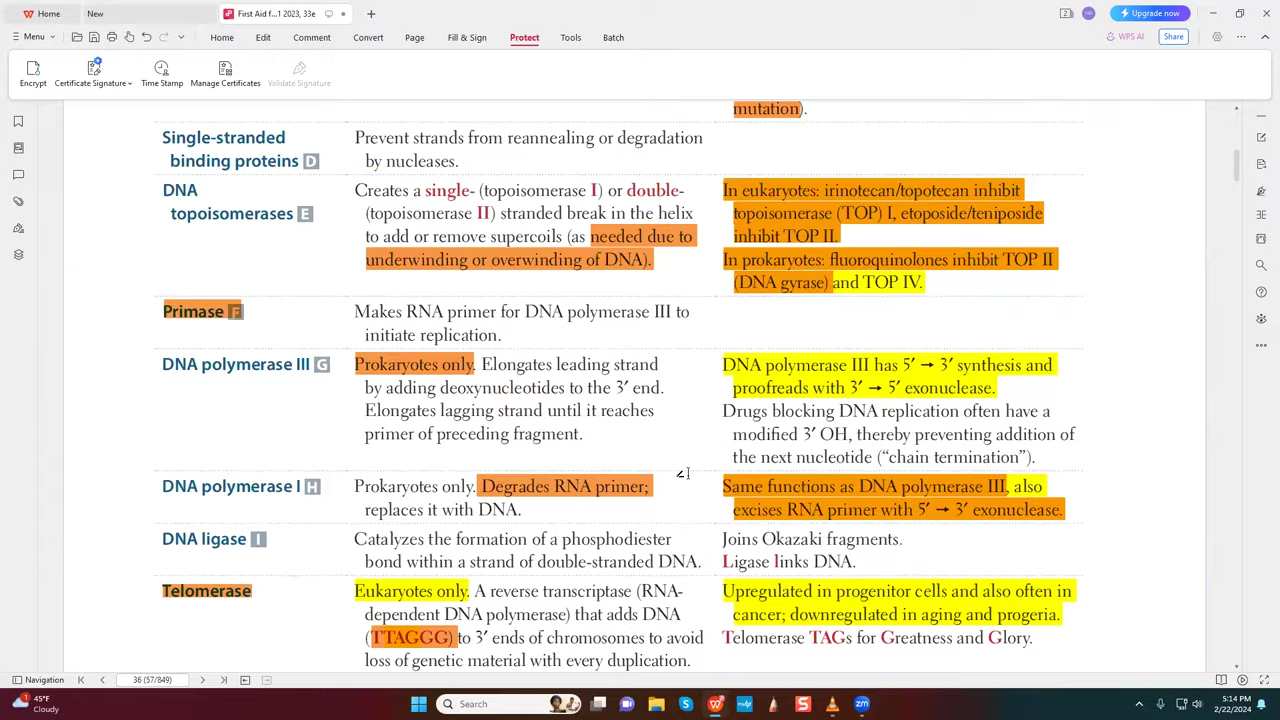 Home
New
First Aid f...1 2023, 33e
Upgrade now
Menu
Home
Edit
Comment
Convert
Page
Fill & Sign
Protect
Tools
Batch
WPS AI
Share
Encrypt
Certificate Signature
Time Stamp
Manage Certificates
Validate Signature
mutation).
Single-stranded
binding proteins D
Prevent strands from reannealing or degradation
by nucleases.
DNA
topoisomerases E
Creates a single- (topoisomerase I) or double-
(topoisomerase II) stranded break in the helix
to add or remove supercoils (as needed due to
underwinding or overwinding of DNA).
In eukaryotes: irinotecan/topotecan inhibit
topoisomerase (TOP) I, etoposide/teniposide
inhibit TOP II.
In prokaryotes: fluoroquinolones inhibit TOP II
(DNA gyrase) and TOP IV.
Primase F
Makes RNA primer for DNA polymerase III to
initiate replication.
DNA polymerase III G
Prokaryotes only. Elongates leading strand
by adding deoxynucleotides to the 3′ end.
Elongates lagging strand until it reaches
primer of preceding fragment.
DNA polymerase III has 5′ → 3′ synthesis and
proofreads with 3′ → 5′ exonuclease.
Drugs blocking DNA replication often have a
modified 3′ OH, thereby preventing addition of
the next nucleotide (“chain termination”).
DNA polymerase I H
Prokaryotes only. Degrades RNA primer;
replaces it with DNA.
Same functions as DNA polymerase III, also
excises RNA primer with 5′ → 3′ exonuclease.
DNA ligase I
Catalyzes the formation of a phosphodiester
bond within a strand of double-stranded DNA.
Joins Okazaki fragments.
Ligase links DNA.
Telomerase
Eukaryotes only. A reverse transcriptase (RNA-
dependent DNA polymerase) that adds DNA
(TTAGGG) to 3′ ends of chromosomes to avoid
loss of genetic material with every duplication.
Upregulated in progenitor cells and also often in
cancer; downregulated in aging and progeria.
Telomerase TAGs for Greatness and Glory.
Navigation
36 (57/849)
100%
45°F
Cloudy
Search
5:14 PM
2/22/2024